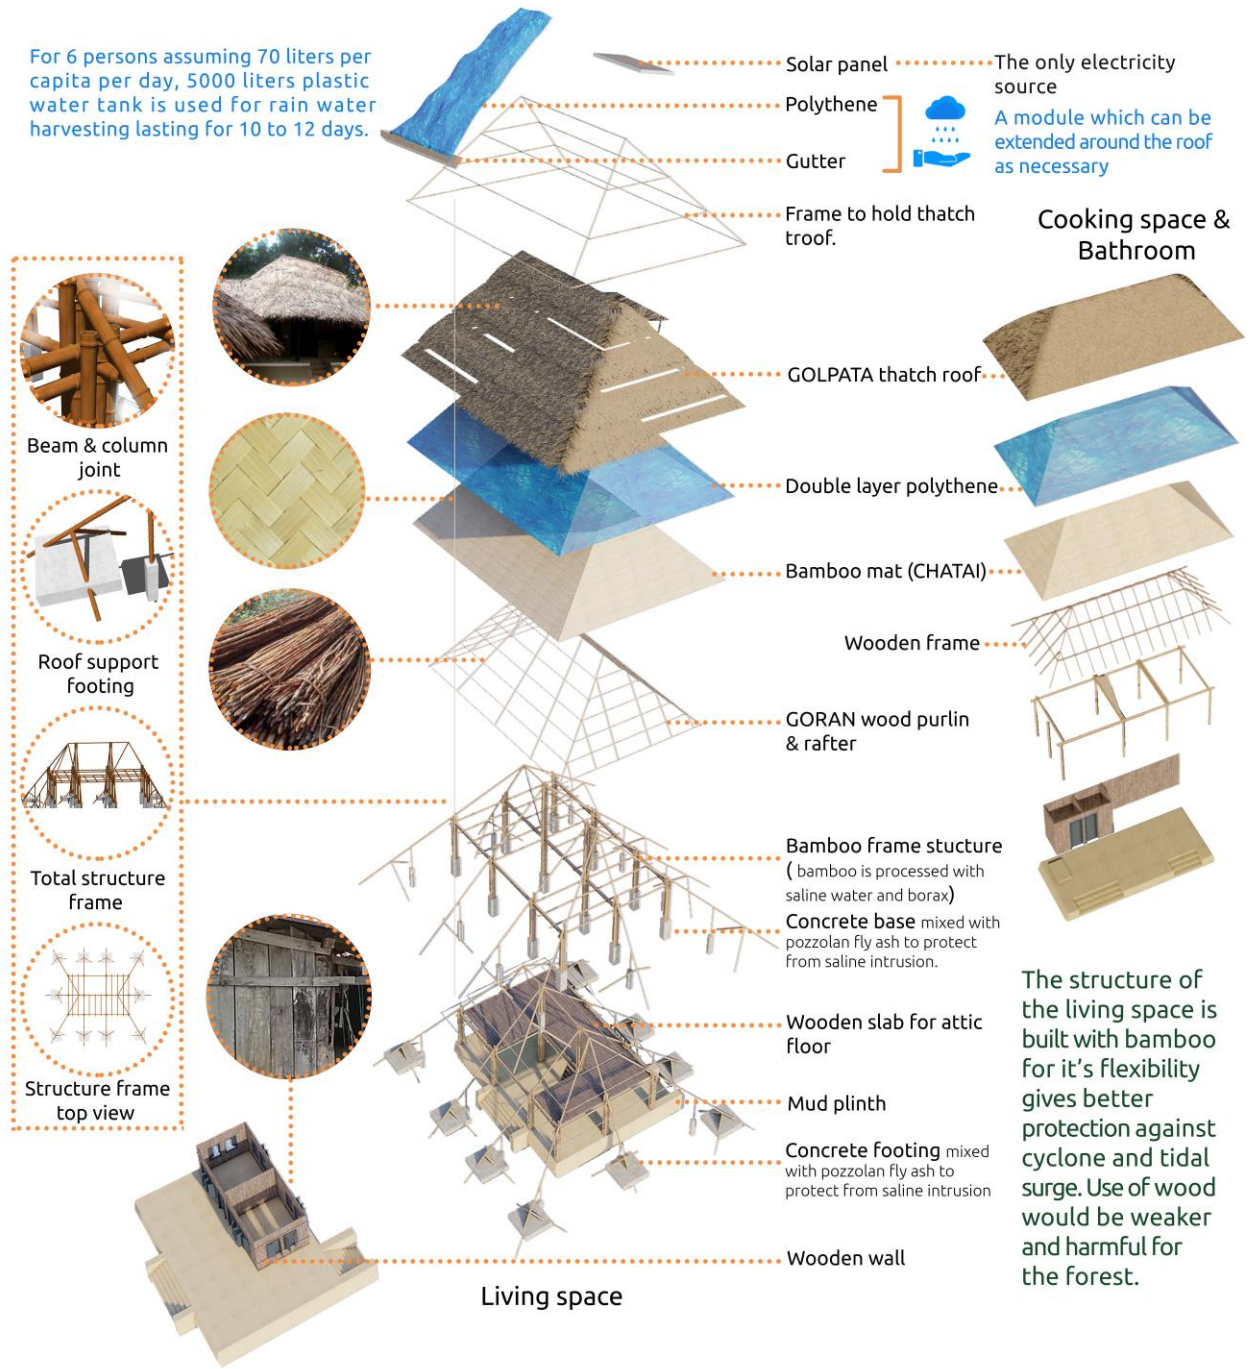 For 6 persons assuming 70 liters per
capita per day, 5000 liters plastic
water tank is used for rain water
harvesting lasting for 10 to 12 days.
Solar panel
The only electricity
source
Polythene
Gutter
A module which can be
extended around the roof
as necessary
Frame to hold thatch
troof.
Cooking space &
Bathroom
Beam & column
joint
Roof support
footing
Total structure
frame
Structure frame
top view
GOLPATA thatch roof
Double layer polythene
Bamboo mat (CHATAI)
Wooden frame
GORAN wood purlin
& rafter
Bamboo frame stucture
( bamboo is processed with
saline water and borax)
Concrete base mixed with
pozzolan fly ash to protect
from saline intrusion.
Wooden slab for attic
floor
Mud plinth
Concrete footing mixed
with pozzolan fly ash to
protect from saline intrusion
Wooden wall
Living space
The structure of
the living space is
built with bamboo
for it's flexibility
gives better
protection against
cyclone and tidal
surge. Use of wood
would be weaker
and harmful for
the forest.